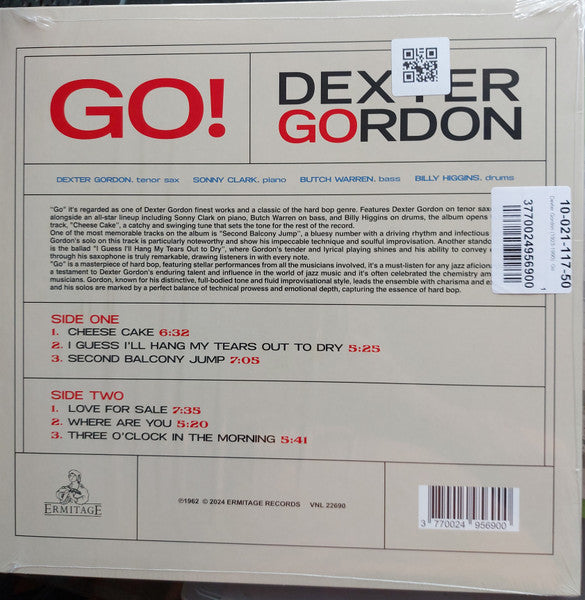 GO!
DEXTER
GORDON
DEXTER GORDON. tenor sax SONNY CLARK. piano BUTCH WARREN. bass BILLY HIGGINS. drums
"Go" it's regarded as one of Dexter Gordon finest works and a classic of the hard bop genre. Features Dexter Gordon on tenor sax
alongside an all-star lineup including Sonny Clark on piano, Butch Warren on bass, and Billy Higgins on drums, the album opens
track, "Cheese Cake", a catchy and swinging tune that sets the tone for the rest of the record.
One of the most memorable tracks on the album is "Second Balcony Jump", a bluesy number with a driving rhythm and infectious
Gordon's solo on this track is particularly noteworthy and show his impeccable technique and soulful improvisation. Another stando
is the ballad "I Guess I'll Hang My Tears Out to Dry", where Gordon's tender and lyrical playing shines and his ability to convey
through his saxophone is truly remarkable, drawing listeners in with every note.
"Go" is a masterpiece of hard bop, featuring stellar performances from all the musicians involved, it's a must-listen for any jazz aficiona
a testament to Dexter Gordon's enduring talent and influence in the world of jazz music and it's often celebrated the chemistry am
musicians. Gordon, known for his distinctive, full-bodied tone and fluid improvisational style, leads the ensemble with charisma and e
and his solos are marked by a perfect balance of technical prowess and emotional depth, capturing the essence of hard bop.
10-021-117-50
Dexter Gordon (1923-1990): Go
3770024956900
1
SIDE ONE
1. CHEESE CAKE 6:32
2. I GUESS I'LL HANG MY TEARS OUT TO DRY 5:25
3. SECOND BALCONY JUMP 7:05
SIDE TWO
1. LOVE FOR SALE 7:35
2. WHERE ARE YOU 5:20
3. THREE O'CLOCK IN THE MORNING 5:41
ERMITAGE
℗1962 © 2024 ERMITAGE RECORDS VNL 22690
3 770024 956900